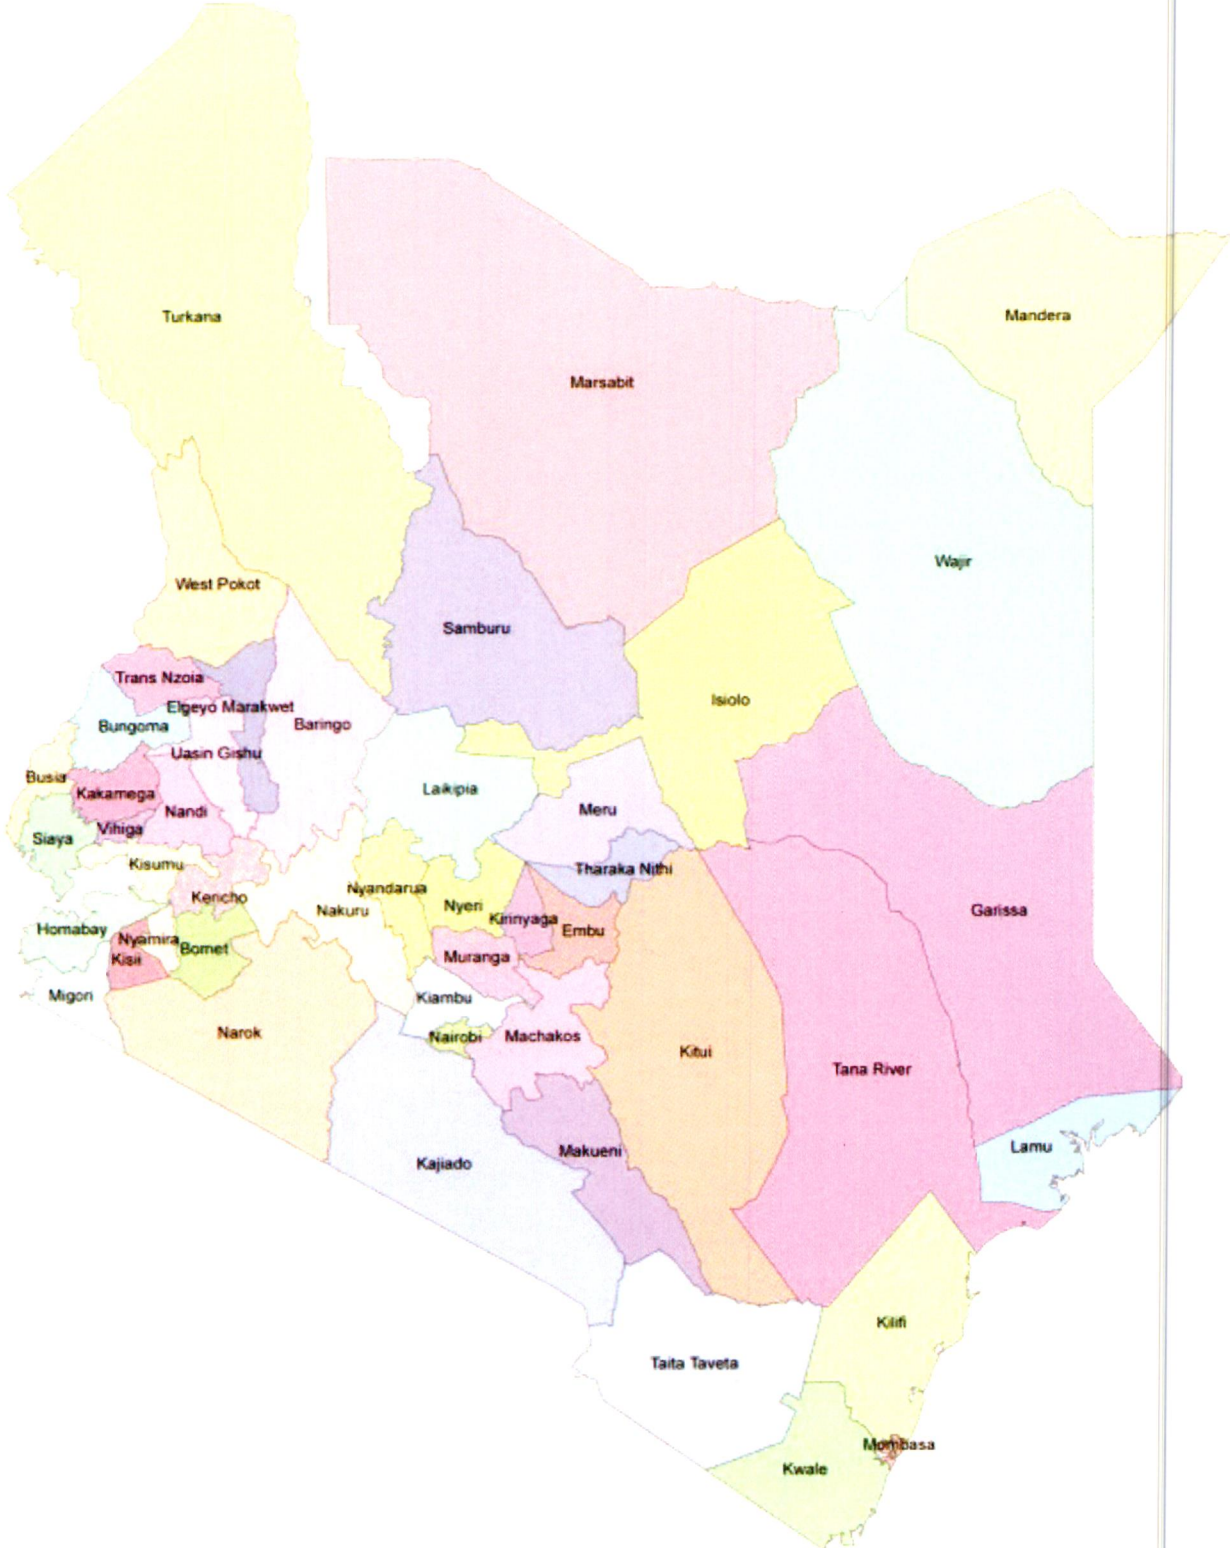 Turkana
Mandera
Marsabit
Wajir
West Pokot
Samburu
Trans Nzoia
Isiolo
Elgeyo Marakwet
Baringo
Bungoma
Uasin Gishu
Busia
Laikipia
Kakamega
Meru
Nandi
Vihiga
Siaya
Kisumu
Tharaka Nithi
Nyandarua
Kericho
Nyeri
Nakuru
Garissa
Kirinyaga
Homabay
Embu
Nyamira
Bomet
Muranga
Kisii
Migori
Kiambu
Narok
Nairobi
Machakos
Kitui
Tana River
Lamu
Makueni
Kajiado
Kilifi
Taita Taveta
Mombasa
Kwale